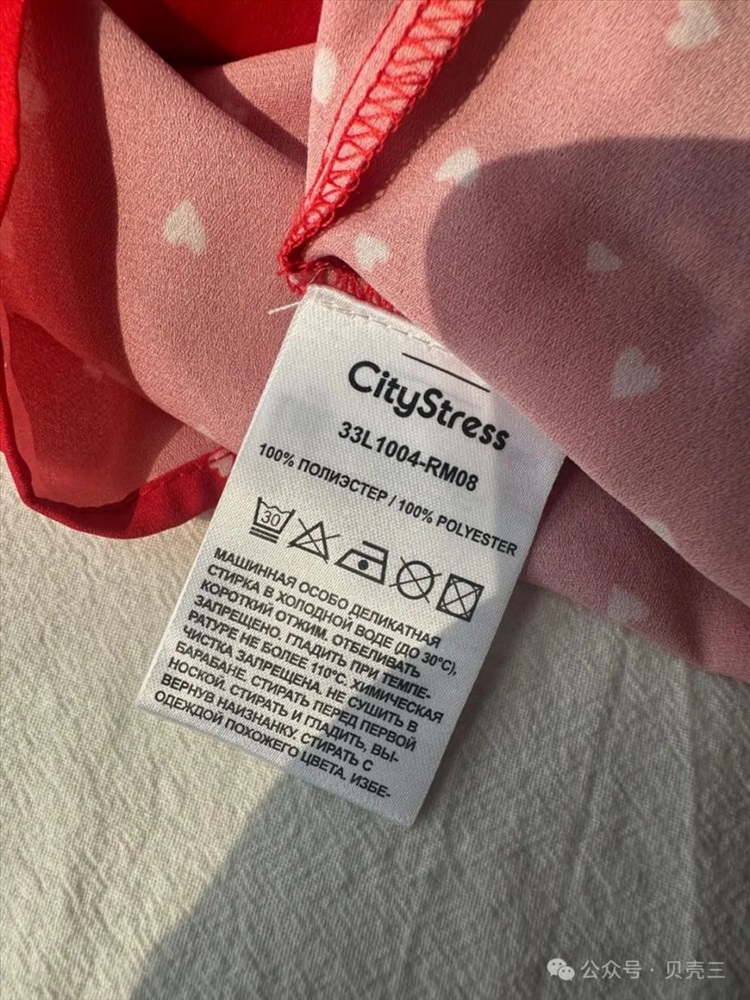 CityStress
33L1004-RM08
100% ПОЛИЭСТЕР / 100% POLYESTER
30
МАШИННАЯ ОСОБО ДЕЛИКАТНАЯ
СТИРКА В ХОЛОДНОЙ ВОДЕ (ДО 30°C),
КОРОТКИЙ ОТЖИМ. ОТБЕЛИВАТЬ
ЗАПРЕЩЕНО. ГЛАДИТЬ ПРИ ТЕМПЕ-
РАТУРЕ НЕ БОЛЕЕ 110°C. ХИМИЧЕСКАЯ
ЧИСТКА ЗАПРЕЩЕНА. НЕ СУШИТЬ В
БАРАБАНЕ. СТИРАТЬ ПЕРЕД ПЕРВОЙ
НОСКОЙ. СТИРАТЬ И ГЛАДИТЬ, ВЫ-
ВЕРНУВ НАИЗНАНКУ. СТИРАТЬ С
ОДЕЖДОЙ ПОХОЖЕГО ЦВЕТА. ИЗБЕ-
公众号 · 贝壳三